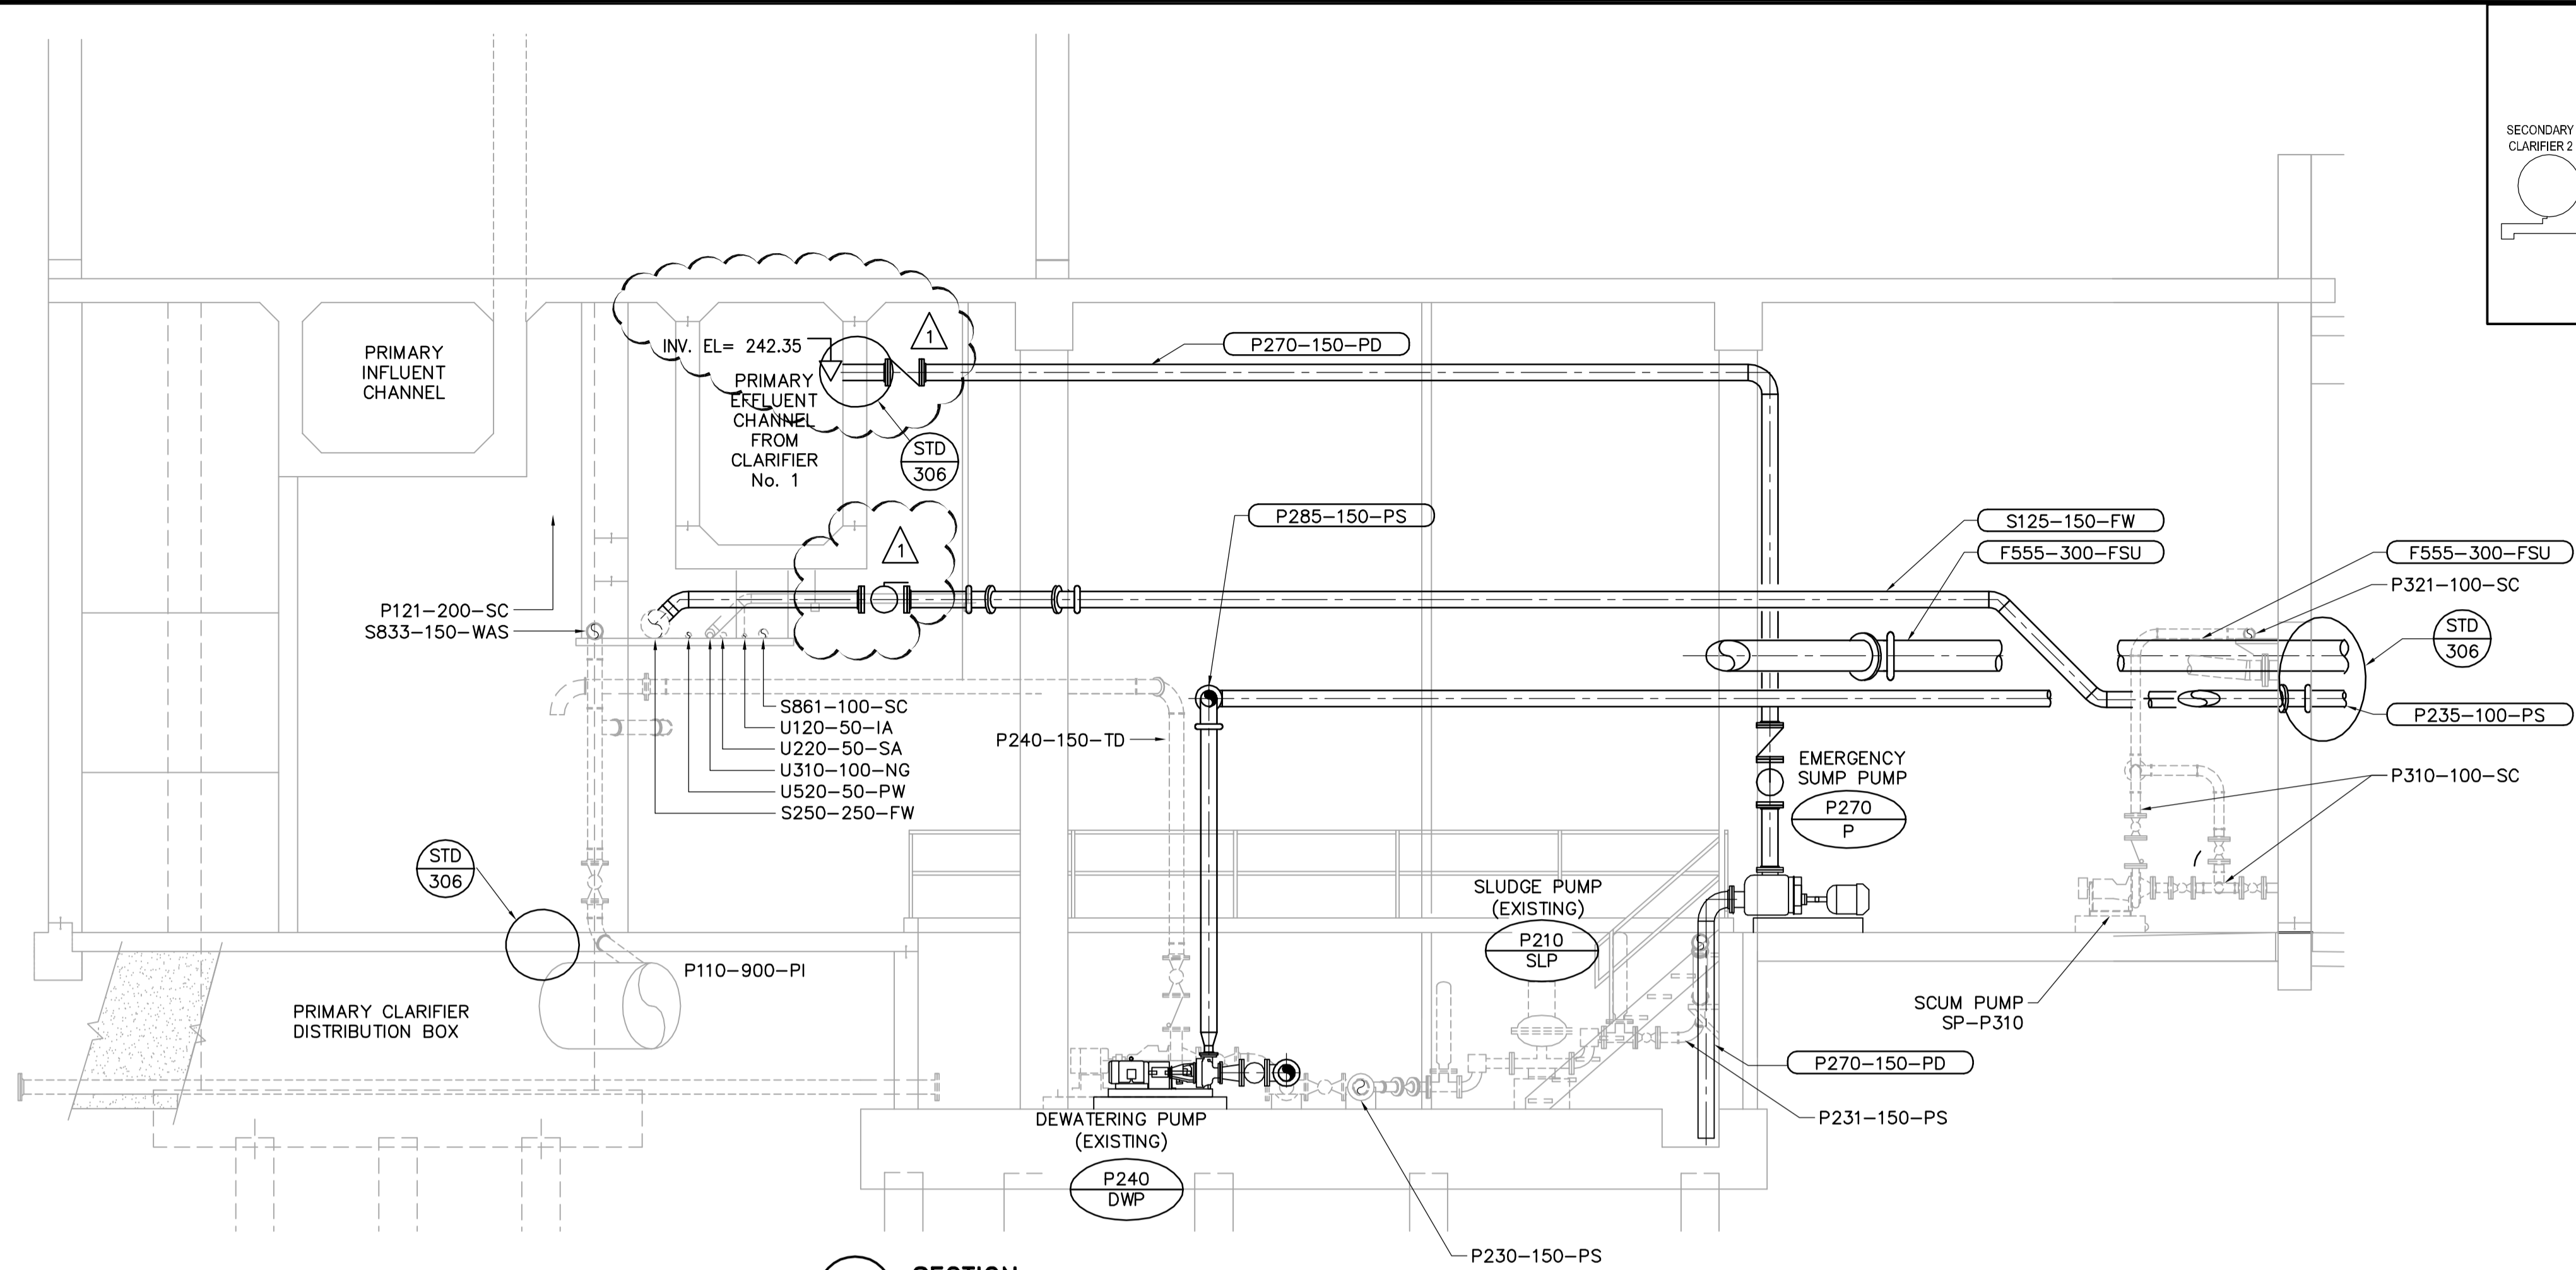 SECONDARY
CLARIFIER 2
PRIMARY
INFLUENT
CHANNEL
INV. EL= 242.35
1
P270-150-PD
PRIMARY
EFFLUENT
CHANNEL
FROM
CLARIFIER
No. 1
STD
306
P285-150-PS
1
S125-150-FW
F555-300-FSU
F555-300-FSU
P321-100-SC
STD
306
P121-200-SC
S833-150-WAS
S861-100-SC
U120-50-IA
U220-50-SA
U310-100-NG
U520-50-PW
S250-250-FW
P240-150-TD
P235-100-PS
EMERGENCY
SUMP PUMP
P270
P
P310-100-SC
STD
306
SLUDGE PUMP
(EXISTING)
P210
SLP
P110-900-PI
PRIMARY CLARIFIER
DISTRIBUTION BOX
SCUM PUMP
SP-P310
P270-150-PD
P231-150-PS
DEWATERING PUMP
(EXISTING)
P240
DWP
P230-150-PS
SECTION